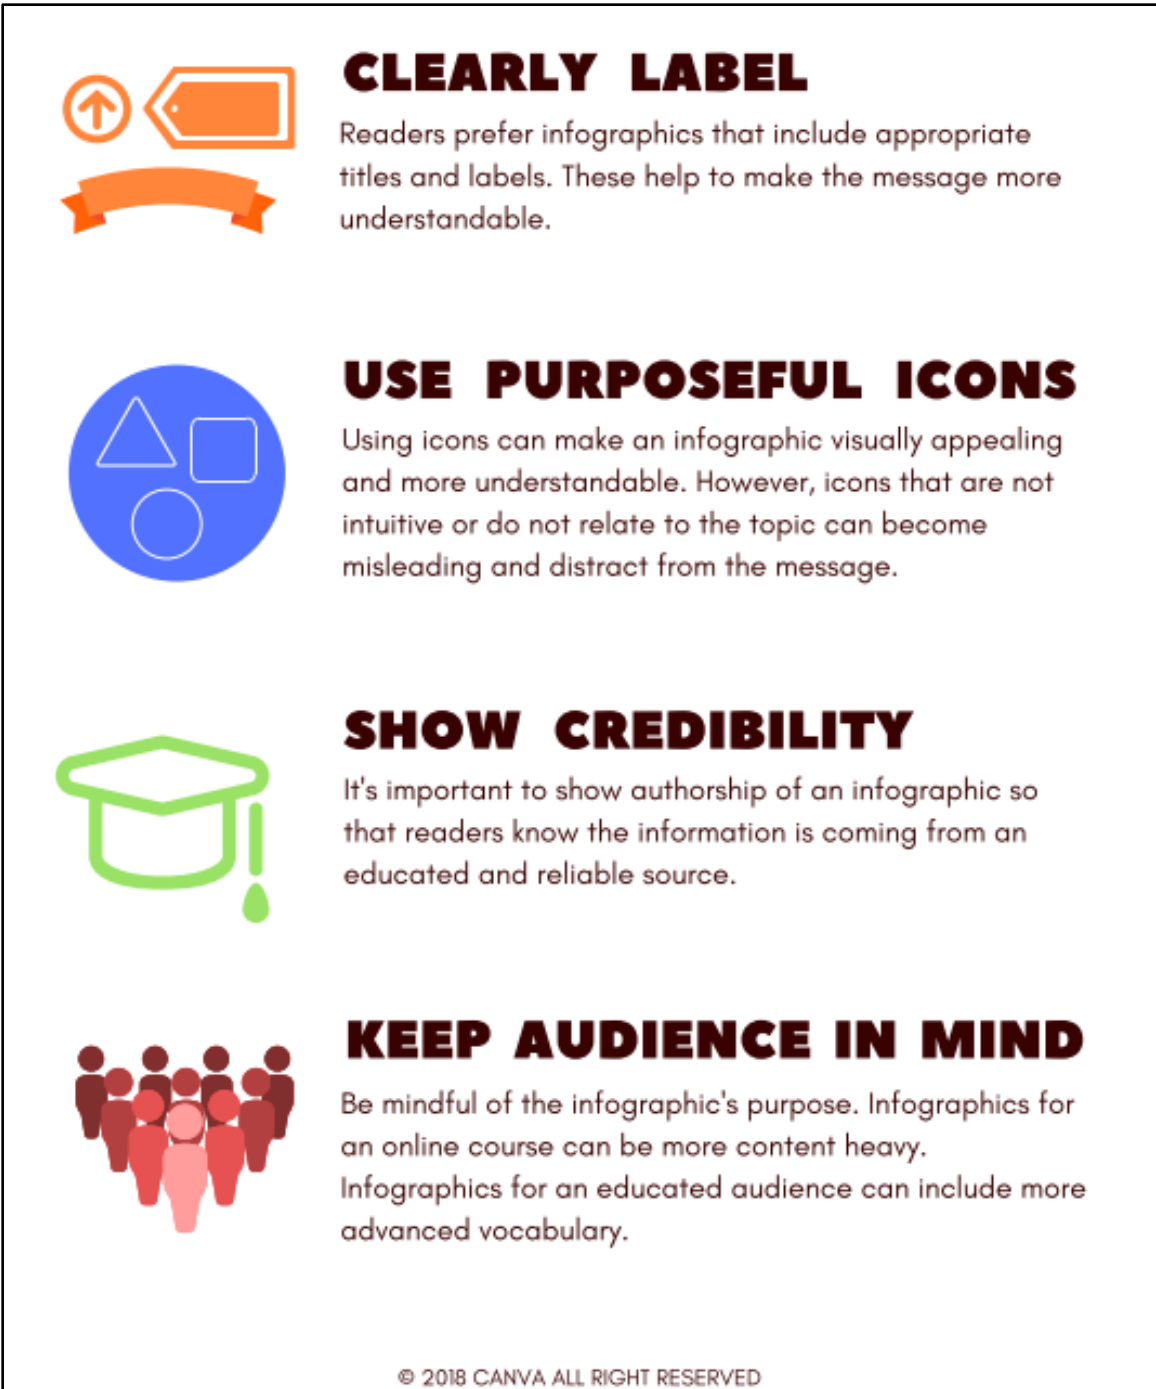 CLEARLY LABEL
Readers prefer infographics that include appropriate
titles and labels. These help to make the message more
understandable.
USE PURPOSEFUL ICONS
Using icons can make an infographic visually appealing
and more understandable. However, icons that are not
intuitive or do not relate to the topic can become
misleading and distract from the message.
SHOW CREDIBILITY
It's important to show authorship of an infographic so
that readers know the information is coming from an
educated and reliable source.
KEEP AUDIENCE IN MIND
Be mindful of the infographic's purpose. Infographics for
an online course can be more content heavy.
Infographics for an educated audience can include more
advanced vocabulary.
© 2018 CANVA ALL RIGHT RESERVED